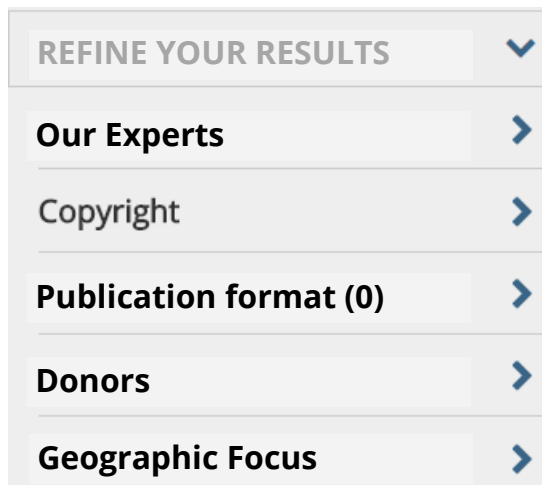 REFINE YOUR RESULTS
Our Experts
Copyright
Publication format (0)
Donors
Geographic Focus